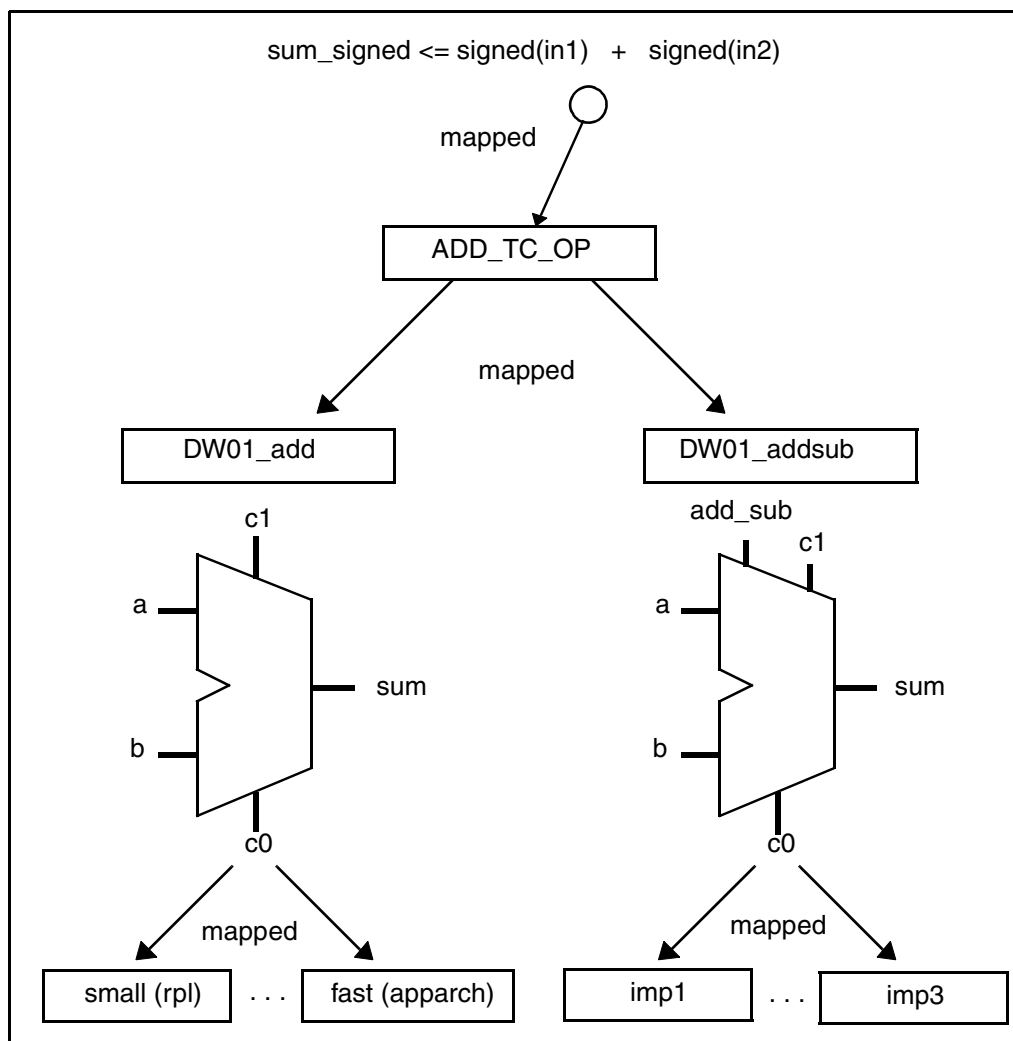 sum_signed <= signed(in1) + signed(in2)
mapped
ADD_TC_OP
mapped
DW01_add
DW01_addsub
c1
a
sum
b
c0
add_sub
c1
a
sum
b
c0
mapped
small (rpl) . . . fast (apparch)
mapped
imp1 . . . imp3